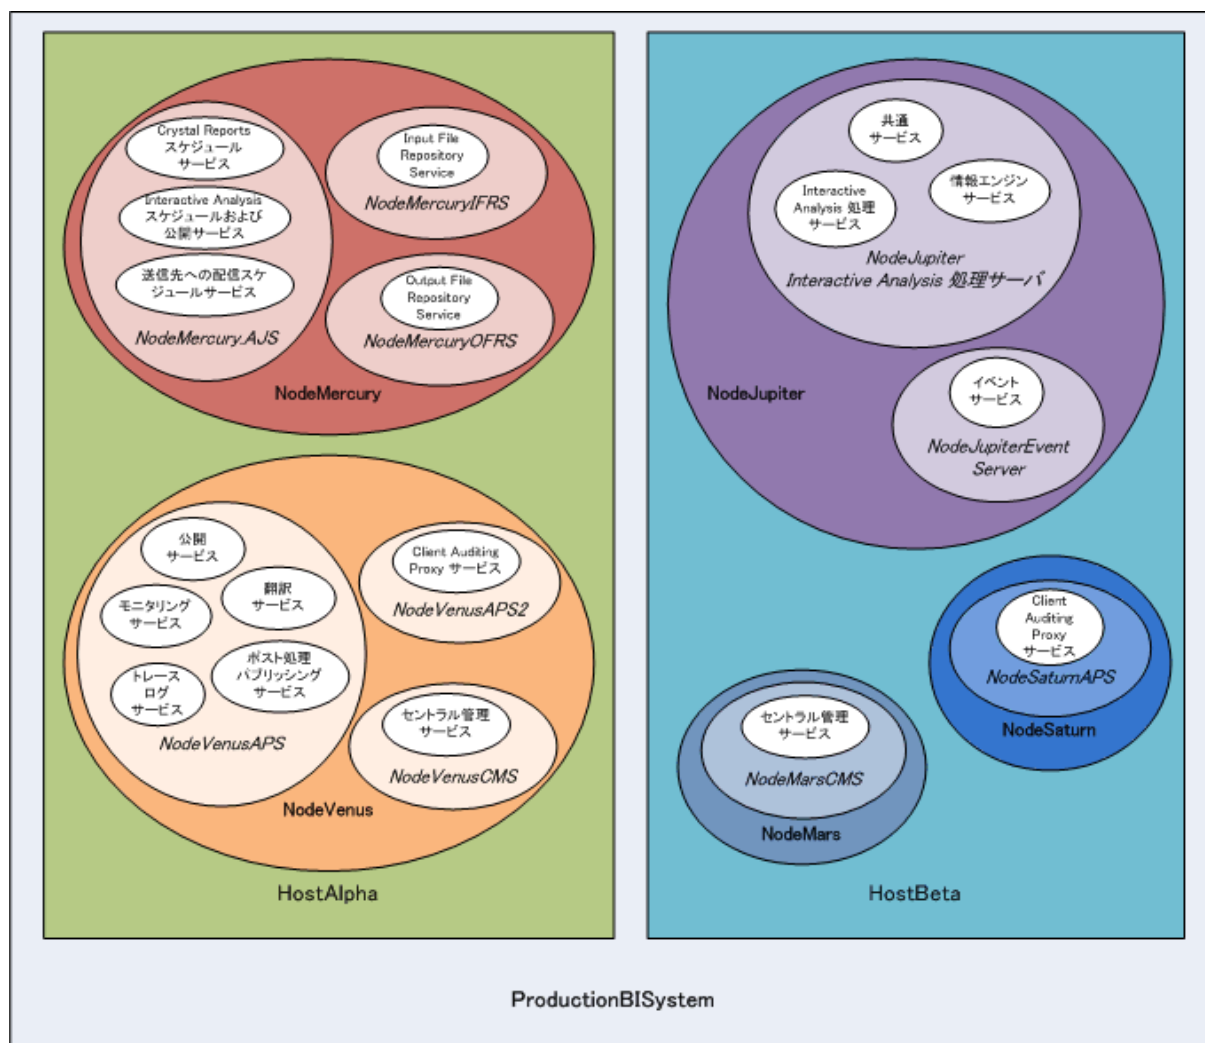 Crystal Reports
スケジュール
サービス
Interactive Analysis
スケジュールおよび
公開サービス
送信先への配信スケ
ジュールサービス
NodeMercury.AJS
Input File
Repository
Service
NodeMercuryIFRS
Output File
Repository
Service
NodeMercuryOFRS
NodeMercury
公開
サービス
モニタリング
サービス
翻訳
サービス
トレース
ログ
サービス
ポスト処理
パブリッシング
サービス
NodeVenusAPS
Client Auditing
Proxy サービス
NodeVenusAPS2
セントラル管理
サービス
NodeVenusCMS
NodeVenus
HostAlpha
共通
サービス
Interactive
Analysis 処理
サービス
情報エンジン
サービス
NodeJupiter
Interactive Analysis 処理サーバ
NodeJupiter
イベント
サービス
NodeJupiterEvent
Server
Client
Auditing
Proxy
サービス
NodeSaturnAPS
NodeSaturn
セントラル管理
サービス
NodeMarsCMS
NodeMars
HostBeta
ProductionBISystem